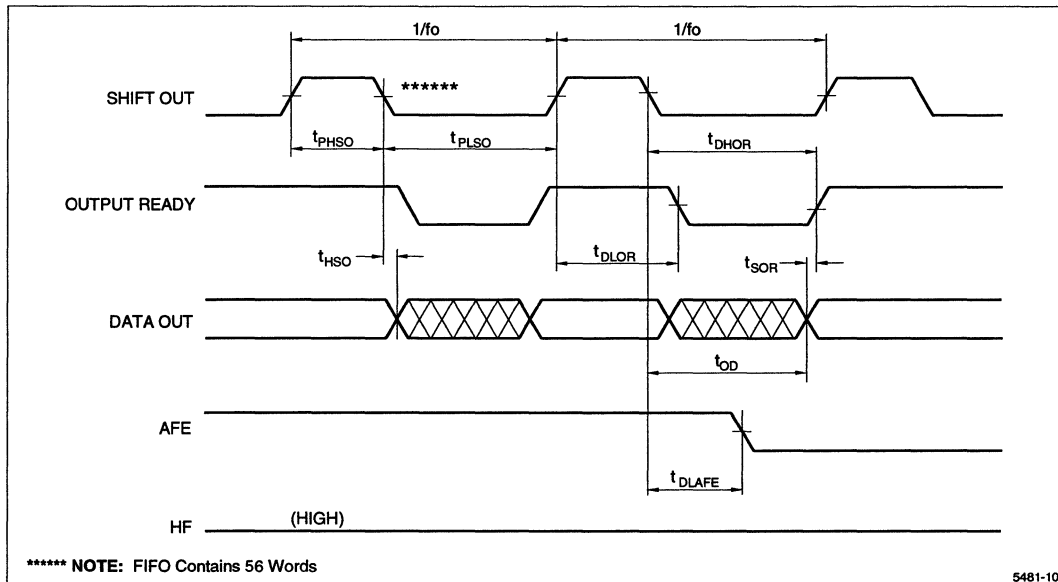 1/fo 1/fo
SHIFT OUT
******
tPHSO tPLSO tDHOR
OUTPUT READY
tHSO tDLOR tSOR
DATA OUT
tOD
AFE
t DLAFE
HF (HIGH)
****** NOTE: FIFO Contains 56 Words
5481-10